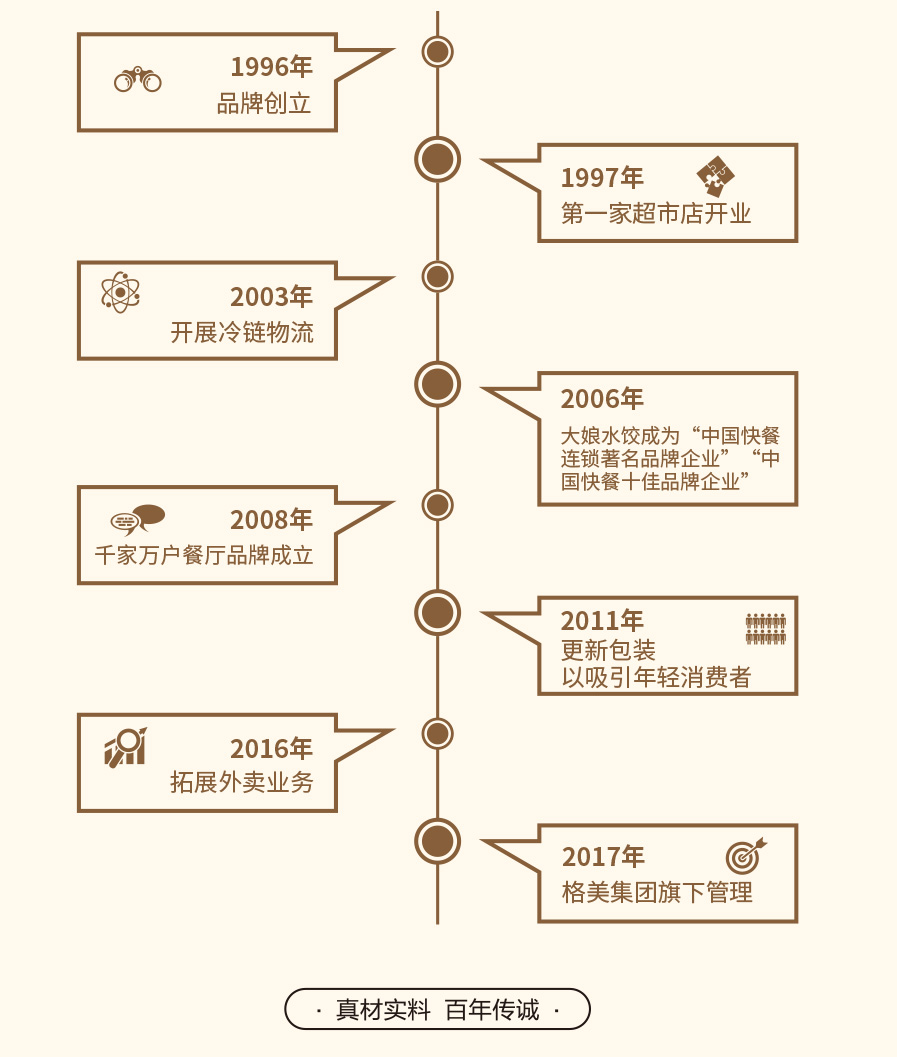 1996年
品牌创立
1997年
第一家超市店开业
2003年
开展冷链物流
2006年
大娘水饺成为“中国快餐
连锁著名品牌企业”“中
国快餐十佳品牌企业”
2008年
千家万户餐厅品牌成立
2011年
更新包装
以吸引年轻消费者
2016年
拓展外卖业务
2017年
格美集团旗下管理
· 真材实料 百年传诚 ·